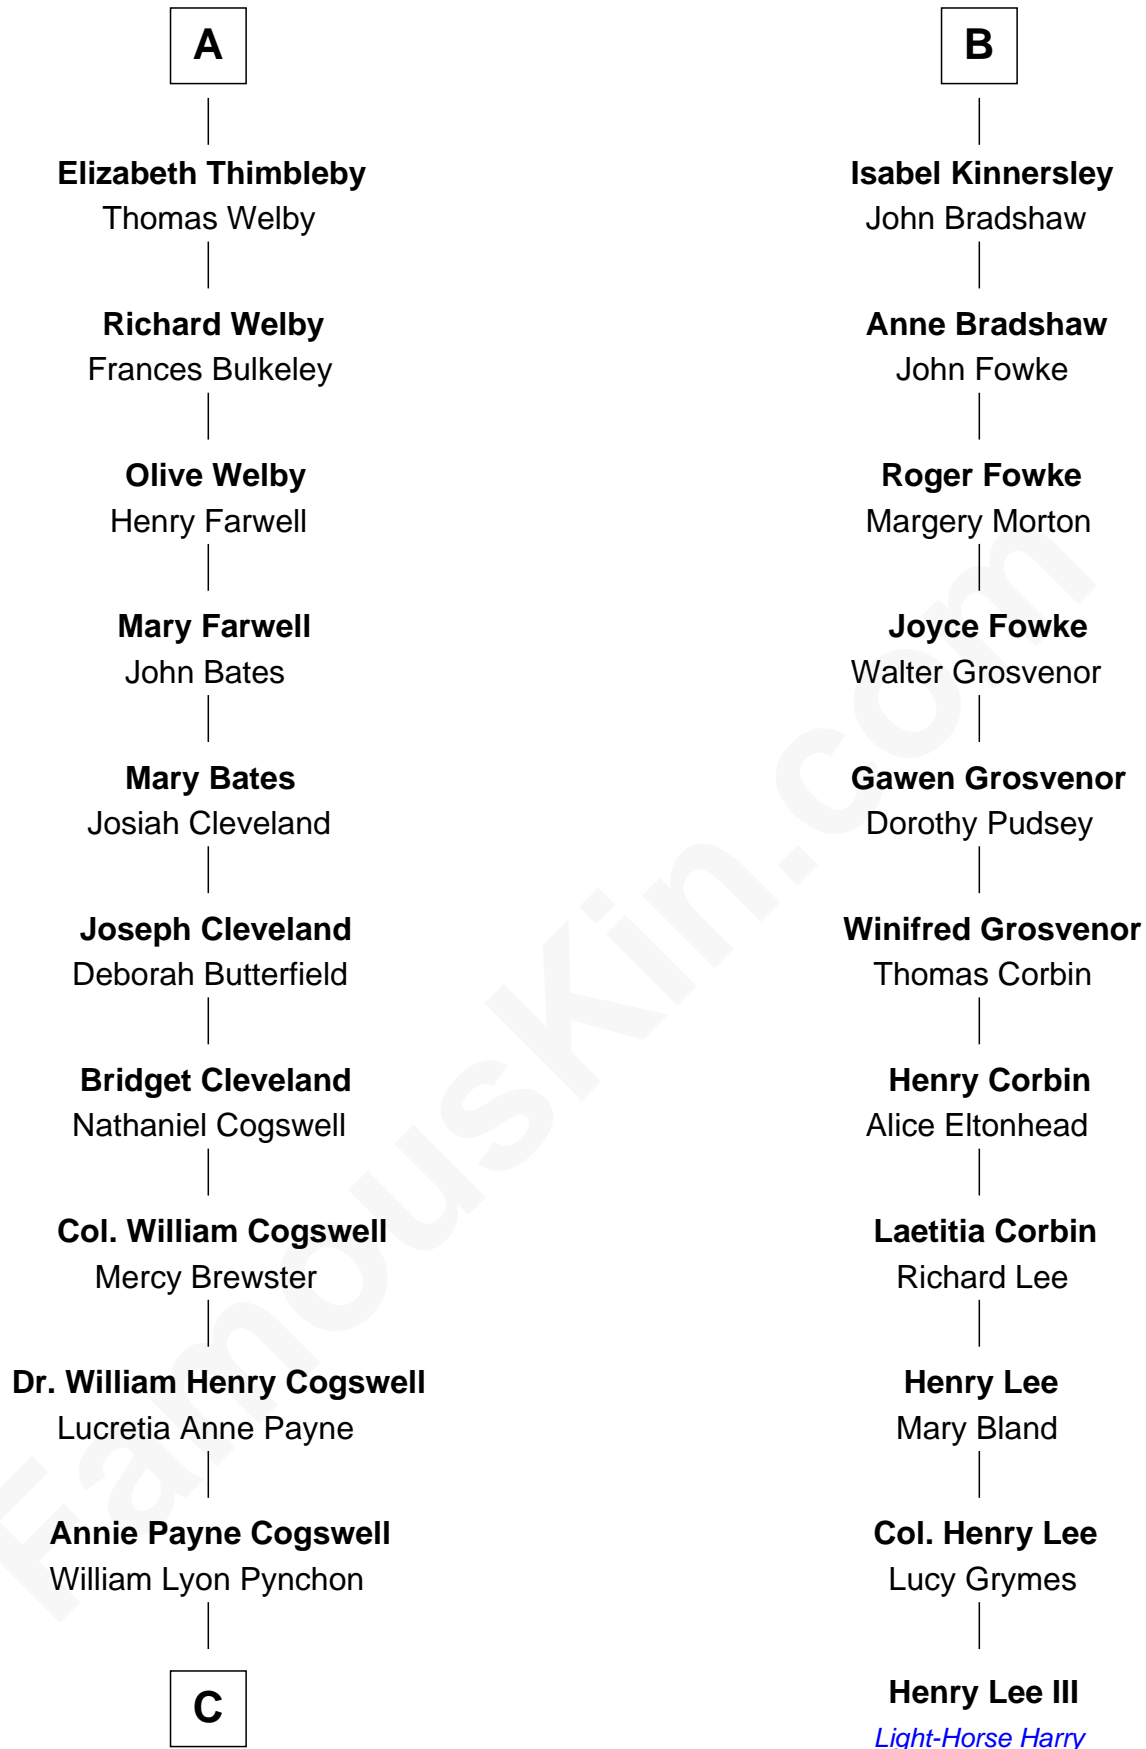 A
Elizabeth Thimbleby
Thomas Welby
Richard Welby
Frances Bulkeley
Olive Welby
Henry Farwell
Mary Farwell
John Bates
Mary Bates
Josiah Cleveland
Joseph Cleveland
Deborah Butterfield
Bridget Cleveland
Nathaniel Cogswell
Col. William Cogswell
Mercy Brewster
Dr. William Henry Cogswell
Lucretia Anne Payne
Annie Payne Cogswell
William Lyon Pynchon
C
B
Isabel Kinnersley
John Bradshaw
Anne Bradshaw
John Fowke
Roger Fowke
Margery Morton
Joyce Fowke
Walter Grosvenor
Gawen Grosvenor
Dorothy Pudsey
Winifred Grosvenor
Thomas Corbin
Henry Corbin
Alice Eltonhead
Laetitia Corbin
Richard Lee
Henry Lee
Mary Bland
Col. Henry Lee
Lucy Grymes
Henry Lee III
Light-Horse Harry
FamousKin.com